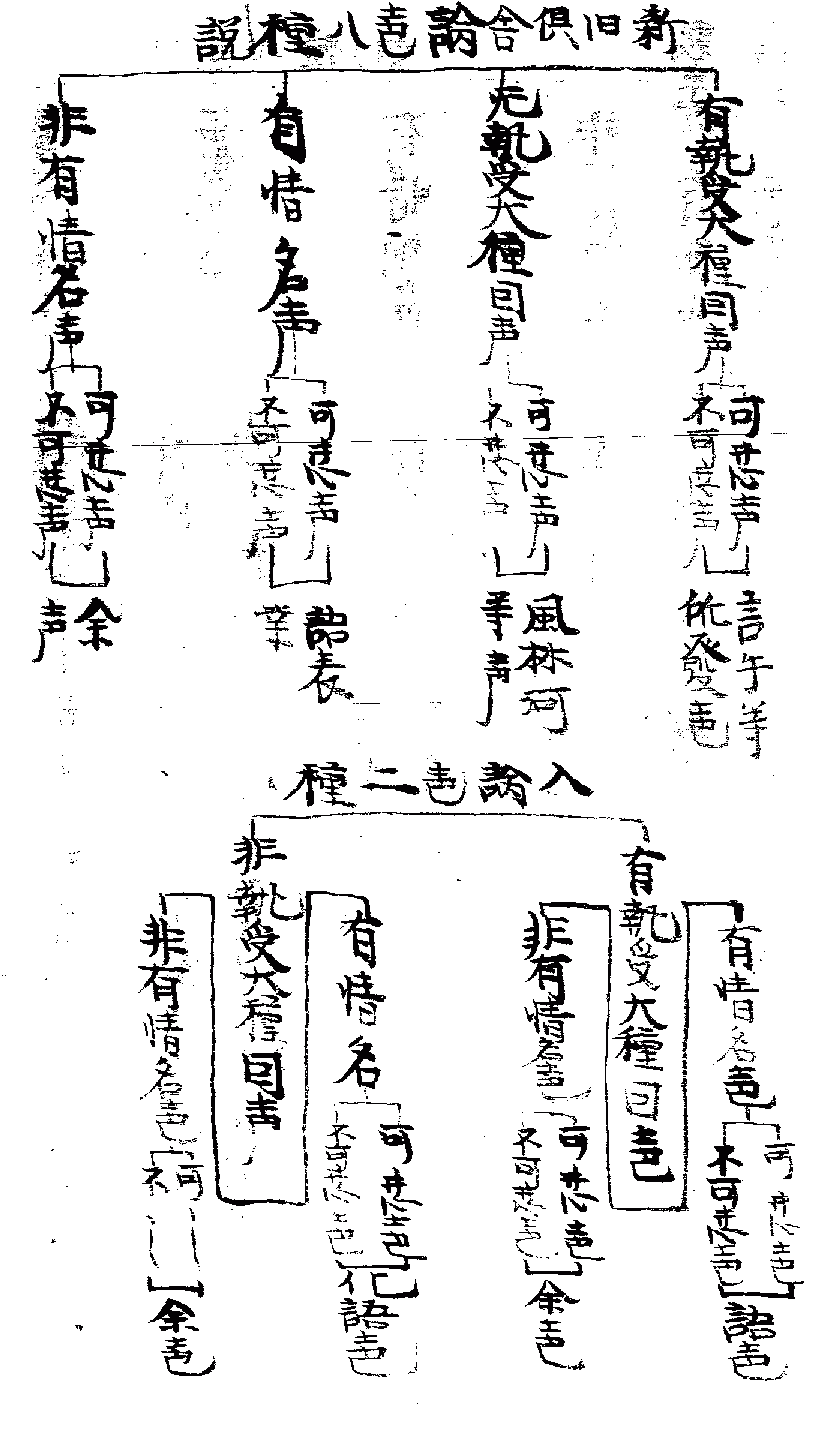 新旧倶舎論声八種説
有執受大種因声
可意声
不可意声
言手等
所發声
无執受大種因声
可意声
不可意声
風林河
等声
有情名声
可意声
不可意声
語表
業
非有情名声
可意声
不可意声
余
声
入論声二種
有執受大種因声
有情名声
可意声
不可意声
語声
非有情名声
可意声
不可意声
余声
非執受大種因声
有情名
可意声
不可意声
化語声
非有情名声
可
不
余声